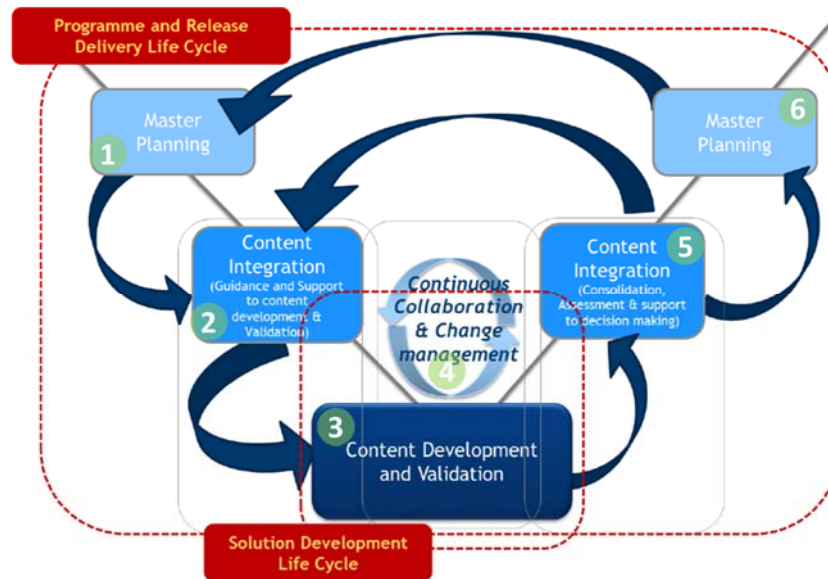 Programme and Release
Delivery Life Cycle
Master
Planning
1
Master
Planning
6
Content
Integration
(Guidance and Support
to content
development &
Validation)
2
Continuous
Collaboration
& Change
management
4
Content
Integration
(Consolidation,
Assessment & support
to decision making)
5
3
Content Development
and Validation
Solution Development
Life Cycle